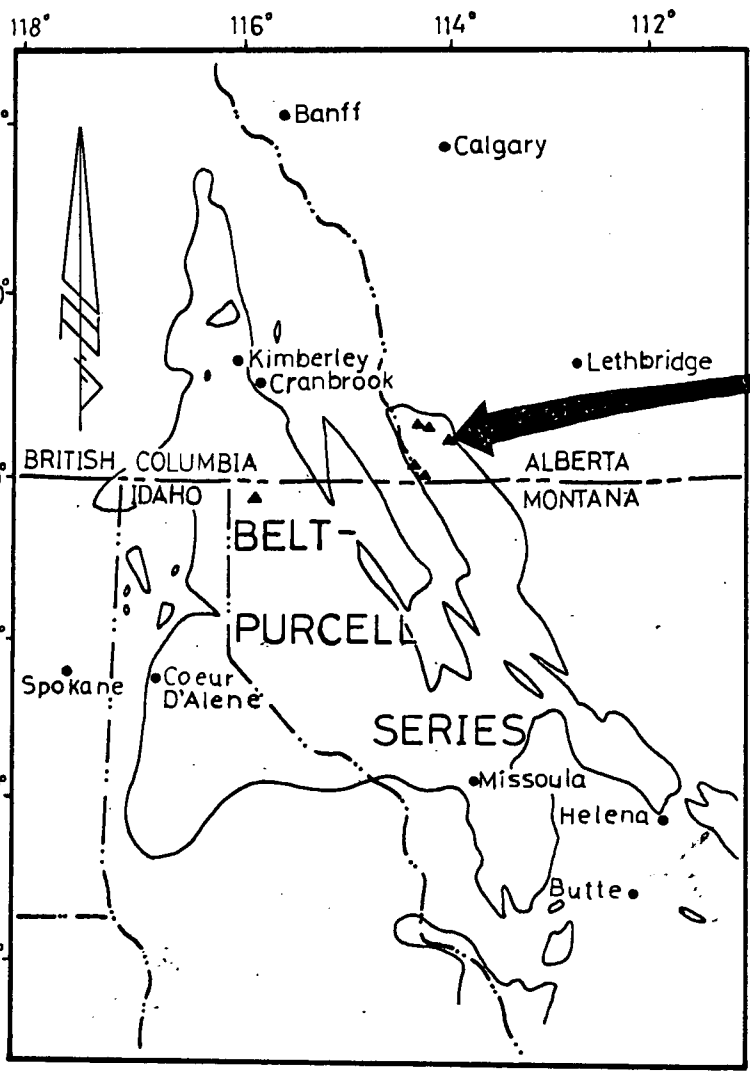 118° 116° 114° 112°
Banff
Calgary
Kimberley
Cranbrook
Lethbridge
BRITISH COLUMBIA ALBERTA
IDAHO MONTANA
BELT-
PURCELL
Spokane
Coeur
D'Alene
SERIES
Missoula
Helena
Butte